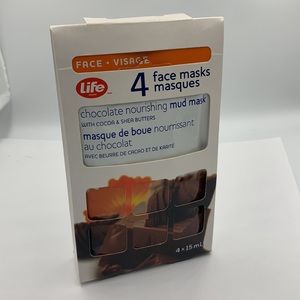 FACE • VISAGE
Life
4 face masks
masques
chocolate nourishing mud mask
WITH COCOA & SHEA BUTTERS
masque de boue nourrissant
au chocolat
AVEC BEURRE DE CACAO ET DE KARITÉ
4 x 15 mL